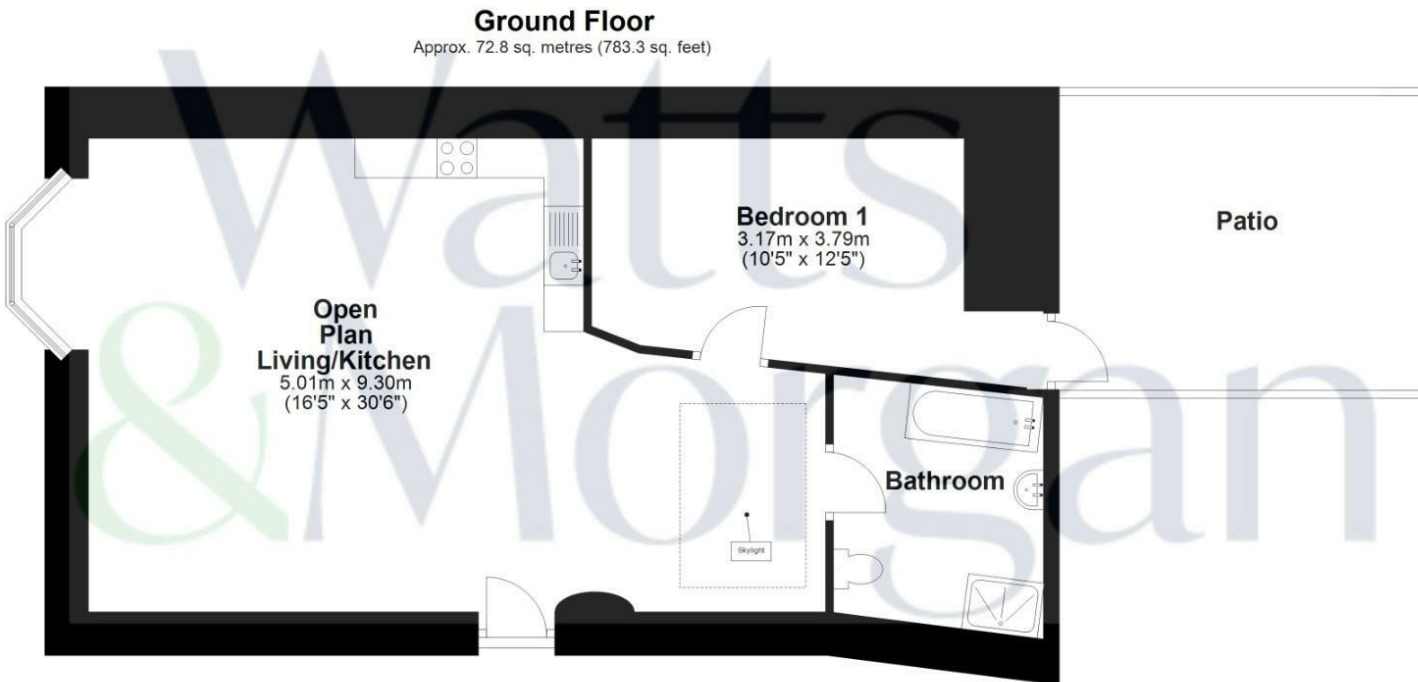 Ground Floor
Approx. 72.8 sq. metres (783.3 sq. feet)
Watts
& Morgan
Bedroom 1
3.17m x 3.79m
(10'5" x 12'5")
Patio
Open
Plan
Living/Kitchen
5.01m x 9.30m
(16'5" x 30'6")
Bathroom
Skylight